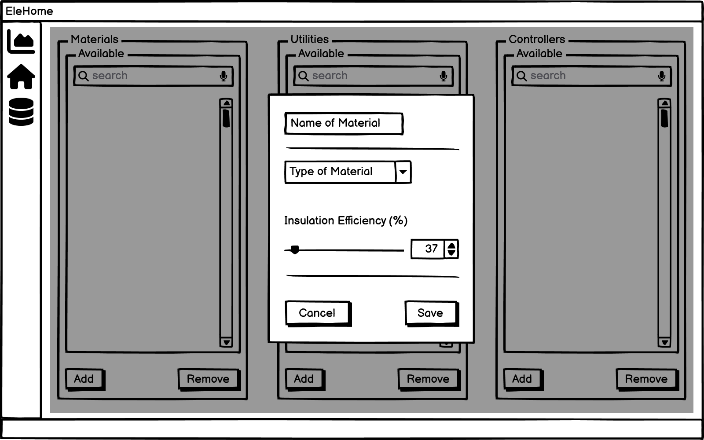 EleHome
Materials
Available
search
Add
Remove
Utilities
Available
search
Add
Remove
Controllers
Available
search
Add
Remove
Name of Material
Type of Material
Insulation Efficiency (%)
37
Cancel
Save